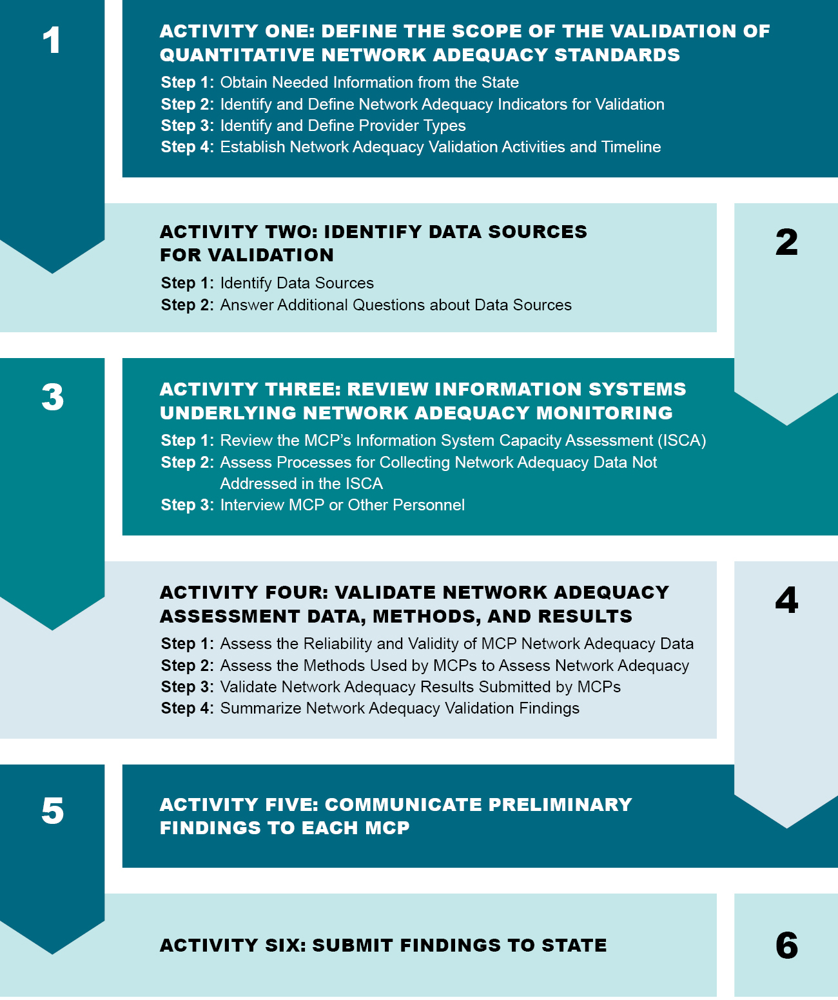 1
ACTIVITY ONE: DEFINE THE SCOPE OF THE VALIDATION OF
QUANTITATIVE NETWORK ADEQUACY STANDARDS
Step 1: Obtain Needed Information from the State
Step 2: Identify and Define Network Adequacy Indicators for Validation
Step 3: Identify and Define Provider Types
Step 4: Establish Network Adequacy Validation Activities and Timeline
2
ACTIVITY TWO: IDENTIFY DATA SOURCES
FOR VALIDATION
Step 1: Identify Data Sources
Step 2: Answer Additional Questions about Data Sources
3
ACTIVITY THREE: REVIEW INFORMATION SYSTEMS
UNDERLYING NETWORK ADEQUACY MONITORING
Step 1: Review the MCP’s Information System Capacity Assessment (ISCA)
Step 2: Assess Processes for Collecting Network Adequacy Data Not
Addressed in the ISCA
Step 3: Interview MCP or Other Personnel
4
ACTIVITY FOUR: VALIDATE NETWORK ADEQUACY
ASSESSMENT DATA, METHODS, AND RESULTS
Step 1: Assess the Reliability and Validity of MCP Network Adequacy Data
Step 2: Assess the Methods Used by MCPs to Assess Network Adequacy
Step 3: Validate Network Adequacy Results Submitted by MCPs
Step 4: Summarize Network Adequacy Validation Findings
5
ACTIVITY FIVE: COMMUNICATE PRELIMINARY
FINDINGS TO EACH MCP
6
ACTIVITY SIX: SUBMIT FINDINGS TO STATE